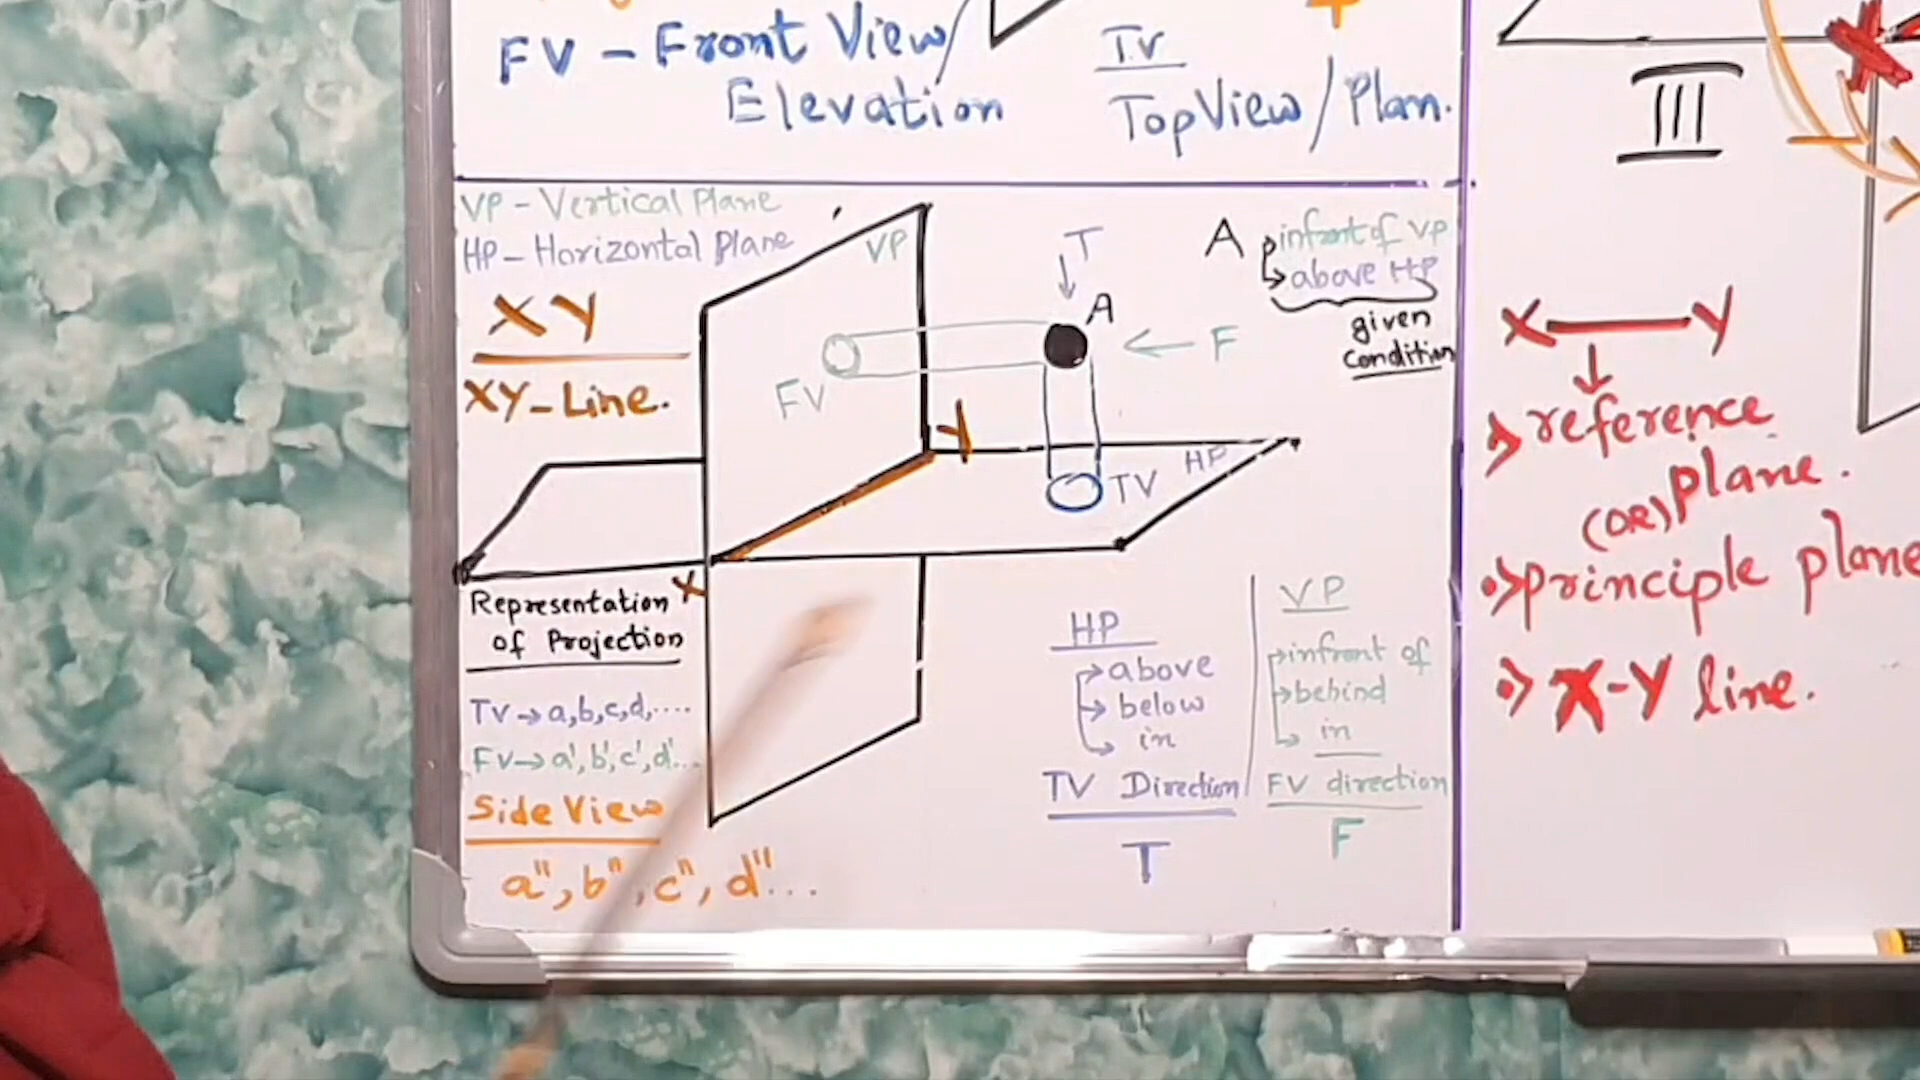 FV - Front View/
Elevation
TV
Top View / Plan.
III
VP - Vertical Plane
HP - Horizontal Plane
XY
XY-Line.
VP
FV
T
A
F
Y
HP
TV
X
A infront of VP
above HP
given
condition
Representation
of Projection
TV → a,b,c,d,....
FV → a',b',c',d'...
Side View
a",b",c",d"...
HP
above
below
in
TV Direction
T
VP
infront of
behind
in
FV direction
F
X Y
reference
(OR) plane.
principle plane
X-Y line.